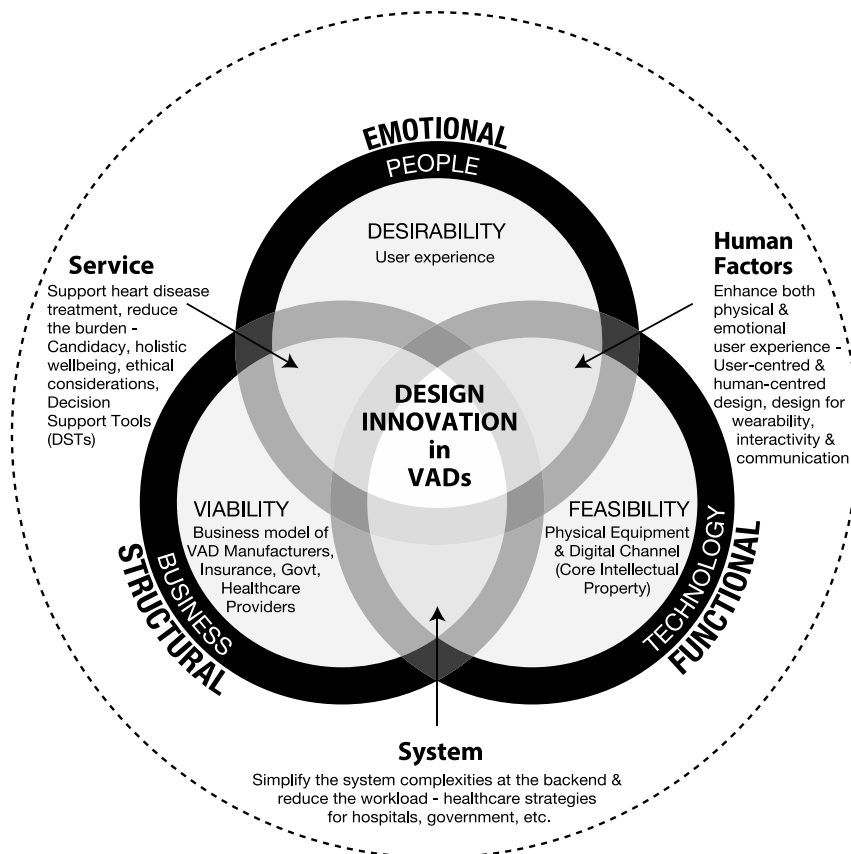 EMOTIONAL
PEOPLE
DESIRABILITY
User experience
Service
Support heart disease
treatment, reduce
the burden -
Candidacy, holistic
wellbeing, ethical
considerations,
Decision
Support Tools
(DSTs)
Human
Factors
Enhance both
physical &
emotional
user experience -
User-centred &
human-centred
design, design for
wearability,
interactivity &
communication
DESIGN
INNOVATION
in
VADs
VIABILITY
Business model of
VAD Manufacturers,
Insurance, Govt,
Healthcare
Providers
FEASIBILITY
Physical Equipment
& Digital Channel
(Core Intellectual
Property)
BUSINESS
STRUCTURAL
TECHNOLOGY
FUNCTIONAL
System
Simplify the system complexities at the backend &
reduce the workload - healthcare strategies
for hospitals, government, etc.